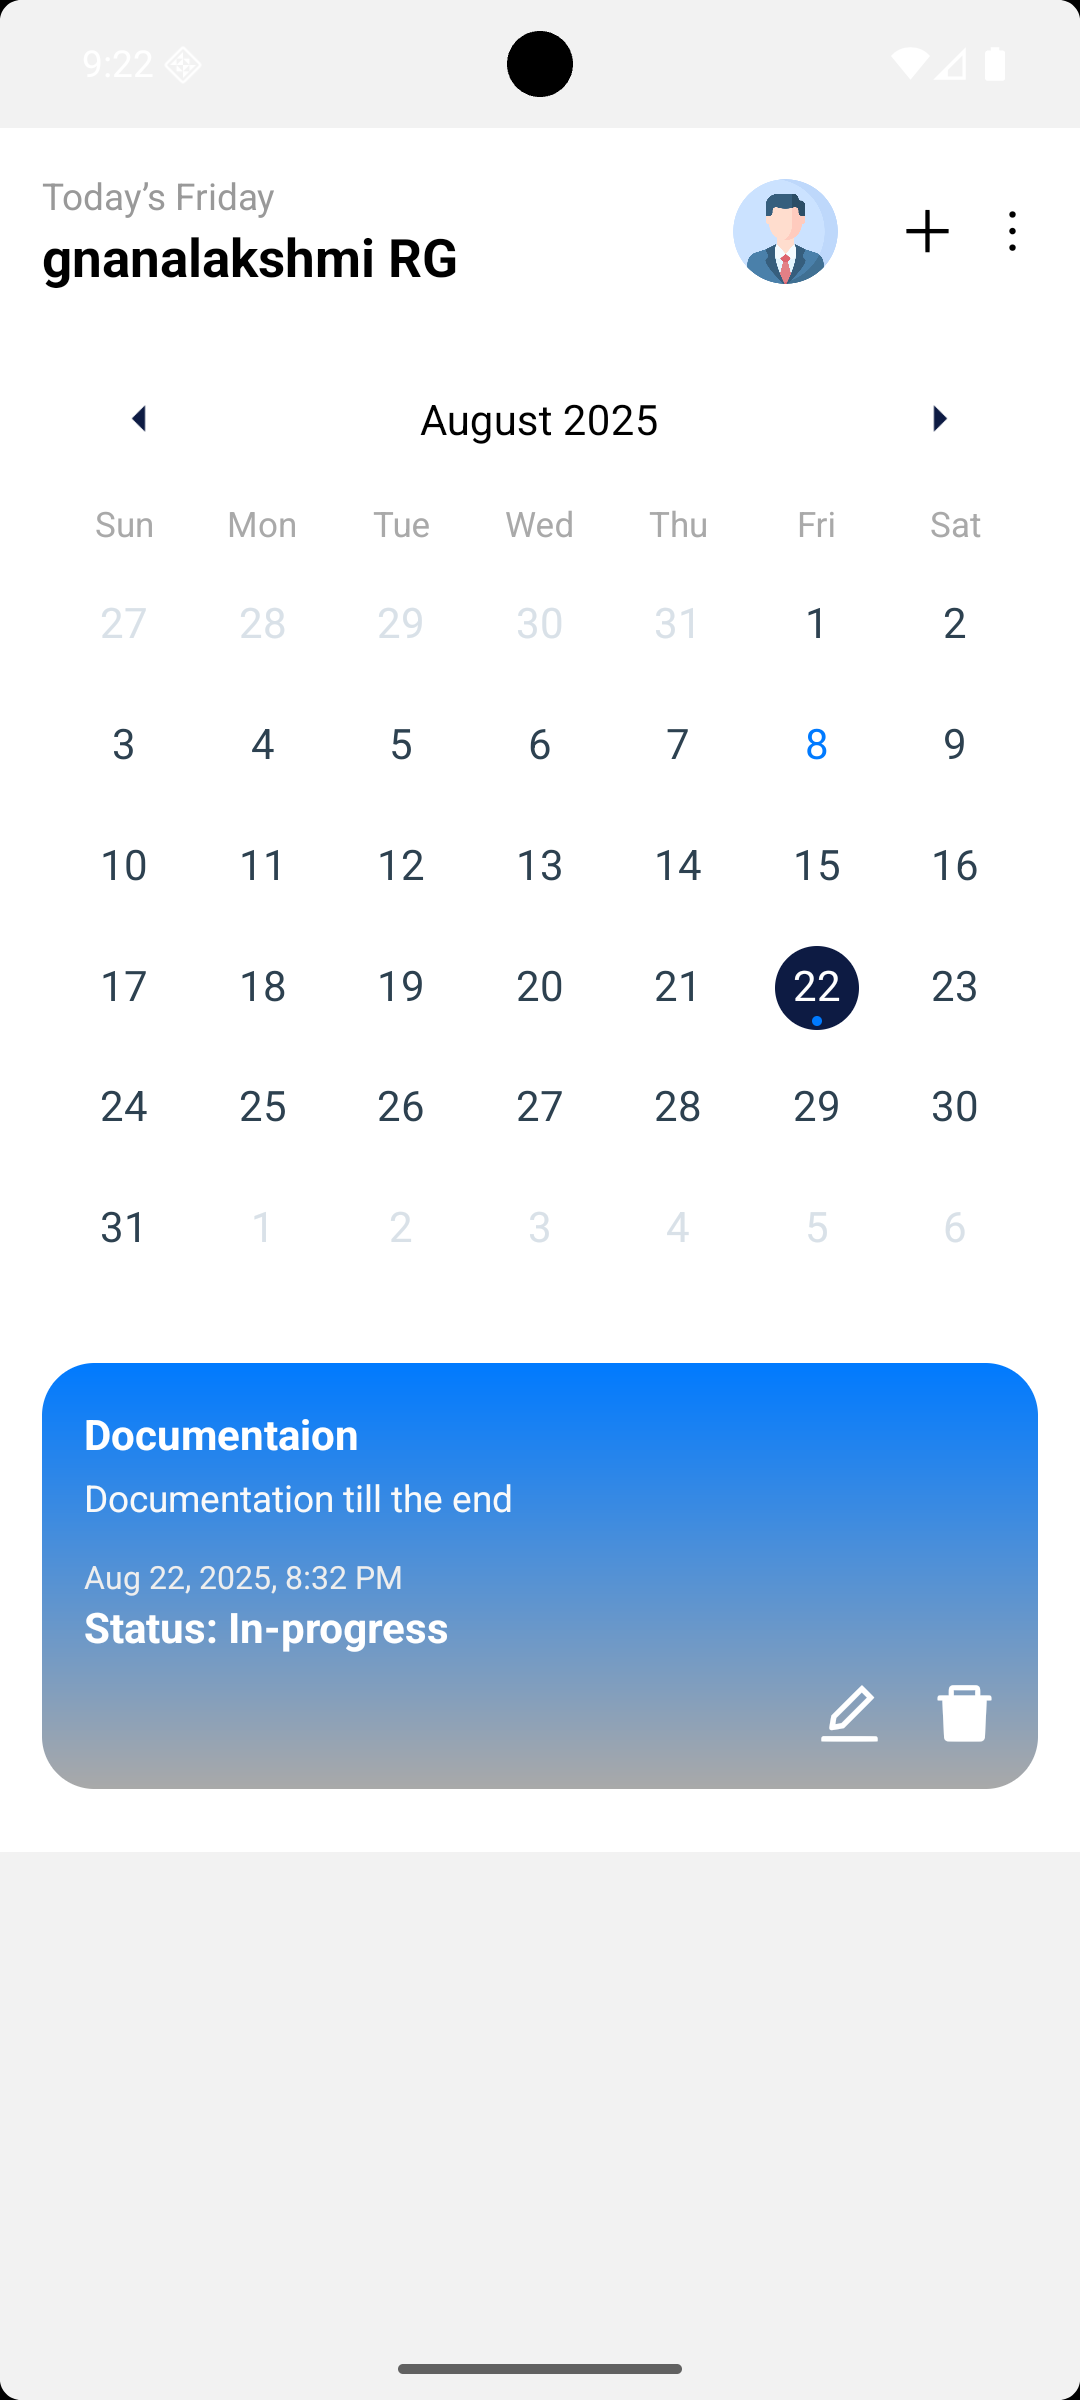 9:22
Today’s Friday
gnanalakshmi RG
August 2025
Sun Mon Tue Wed Thu Fri Sat
27 28 29 30 31 1 2
3 4 5 6 7 8 9
10 11 12 13 14 15 16
17 18 19 20 21 22 23
24 25 26 27 28 29 30
31 1 2 3 4 5 6
Documentaion
Documentation till the end
Aug 22, 2025, 8:32 PM
Status: In-progress